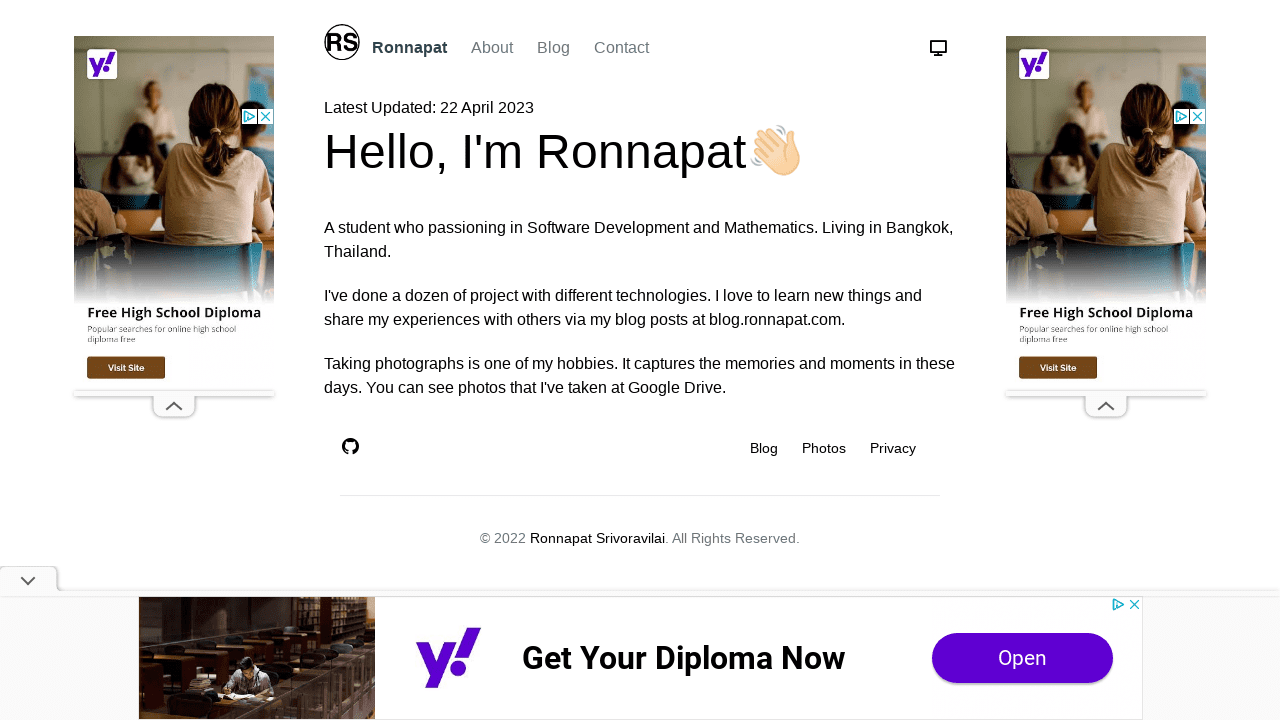 RS
Ronnapat
About
Blog
Contact
Latest Updated: 22 April 2023
Hello, I'm Ronnapat
A student who passioning in Software Development and Mathematics. Living in Bangkok,
Thailand.
I've done a dozen of project with different technologies. I love to learn new things and
share my experiences with others via my blog posts at blog.ronnapat.com.
Taking photographs is one of my hobbies. It captures the memories and moments in these
days. You can see photos that I've taken at Google Drive.
Blog
Photos
Privacy
© 2022 Ronnapat Srivoravilai. All Rights Reserved.
y!
Free High School Diploma
Popular searches for online high school
diploma free
Visit Site
y!
Free High School Diploma
Popular searches for online high school
diploma free
Visit Site
y!
Get Your Diploma Now
Open